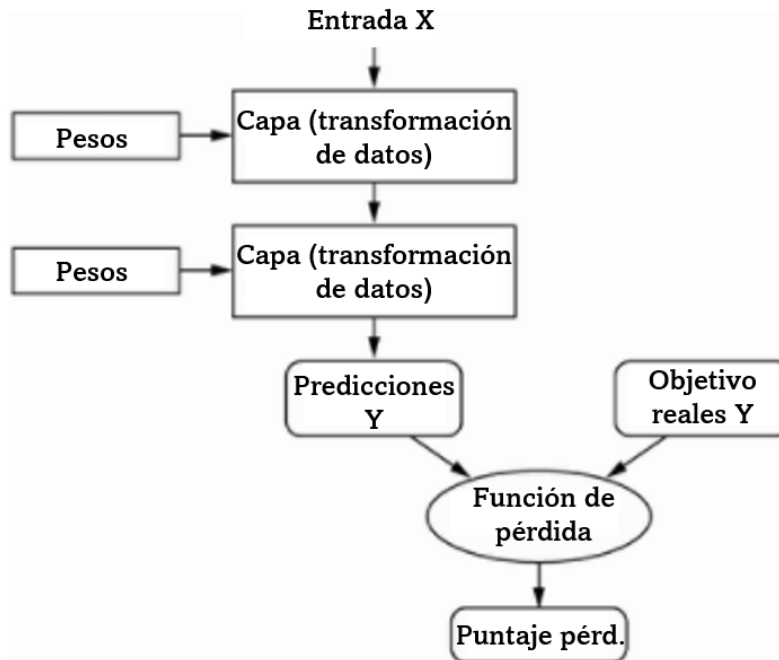 Entrada X
Capa (transformación
de datos)
Pesos
Capa (transformación
de datos)
Pesos
Predicciones
Y
Objetivo
reales Y
Función de
pérdida
Puntaje pérd.